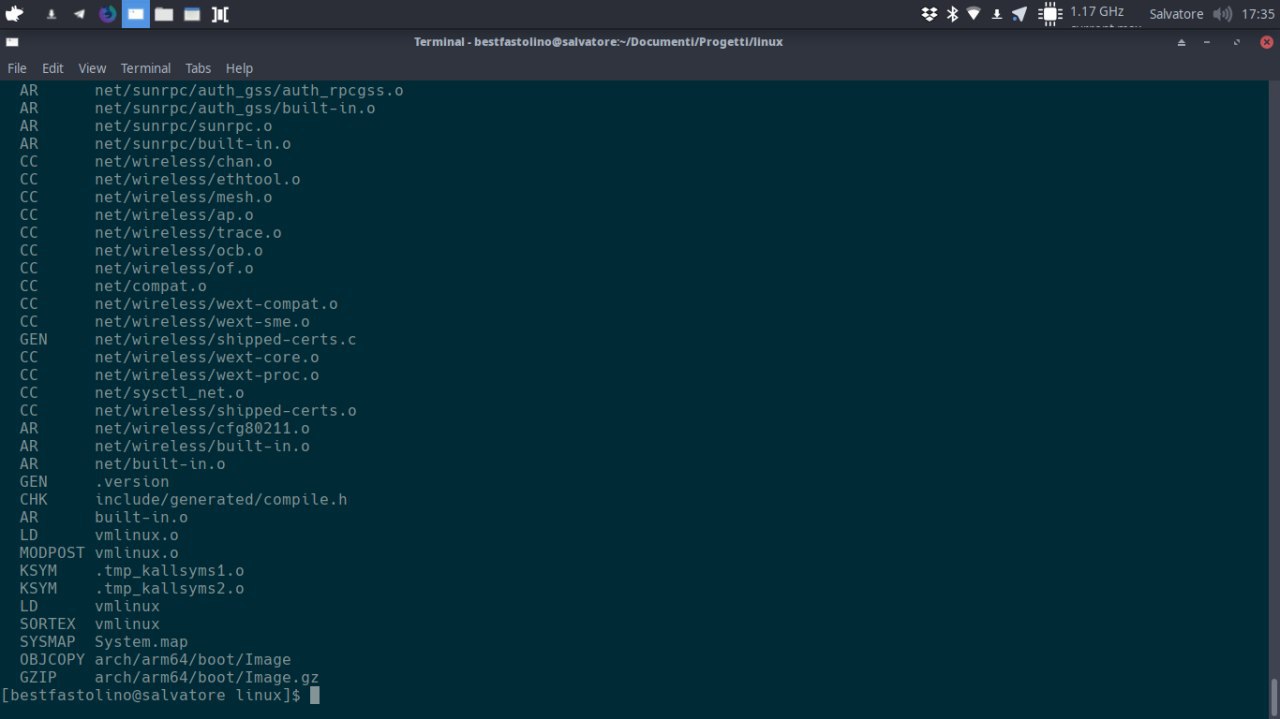 1.17 GHz
Salvatore
17:35
Terminal - bestfastolino@salvatore:~/Documenti/Progetti/linux
File Edit View Terminal Tabs Help
AR net/sunrpc/auth_gss/auth_rpcgss.o
AR net/sunrpc/auth_gss/built-in.o
AR net/sunrpc/sunrpc.o
AR net/sunrpc/built-in.o
CC net/wireless/chan.o
CC net/wireless/ethtool.o
CC net/wireless/mesh.o
CC net/wireless/ap.o
CC net/wireless/trace.o
CC net/wireless/ocb.o
CC net/wireless/of.o
CC net/compat.o
CC net/wireless/wext-compat.o
CC net/wireless/wext-sme.o
GEN net/wireless/shipped-certs.c
CC net/wireless/wext-core.o
CC net/wireless/wext-proc.o
CC net/sysctl_net.o
CC net/wireless/shipped-certs.o
AR net/wireless/cfg80211.o
AR net/wireless/built-in.o
AR net/built-in.o
GEN .version
CHK include/generated/compile.h
AR built-in.o
LD vmlinux.o
MODPOST vmlinux.o
KSYM .tmp_kallsyms1.o
KSYM .tmp_kallsyms2.o
LD vmlinux
SORTEX vmlinux
SYSMAP System.map
OBJCOPY arch/arm64/boot/Image
GZIP arch/arm64/boot/Image.gz
[bestfastolino@salvatore linux]$